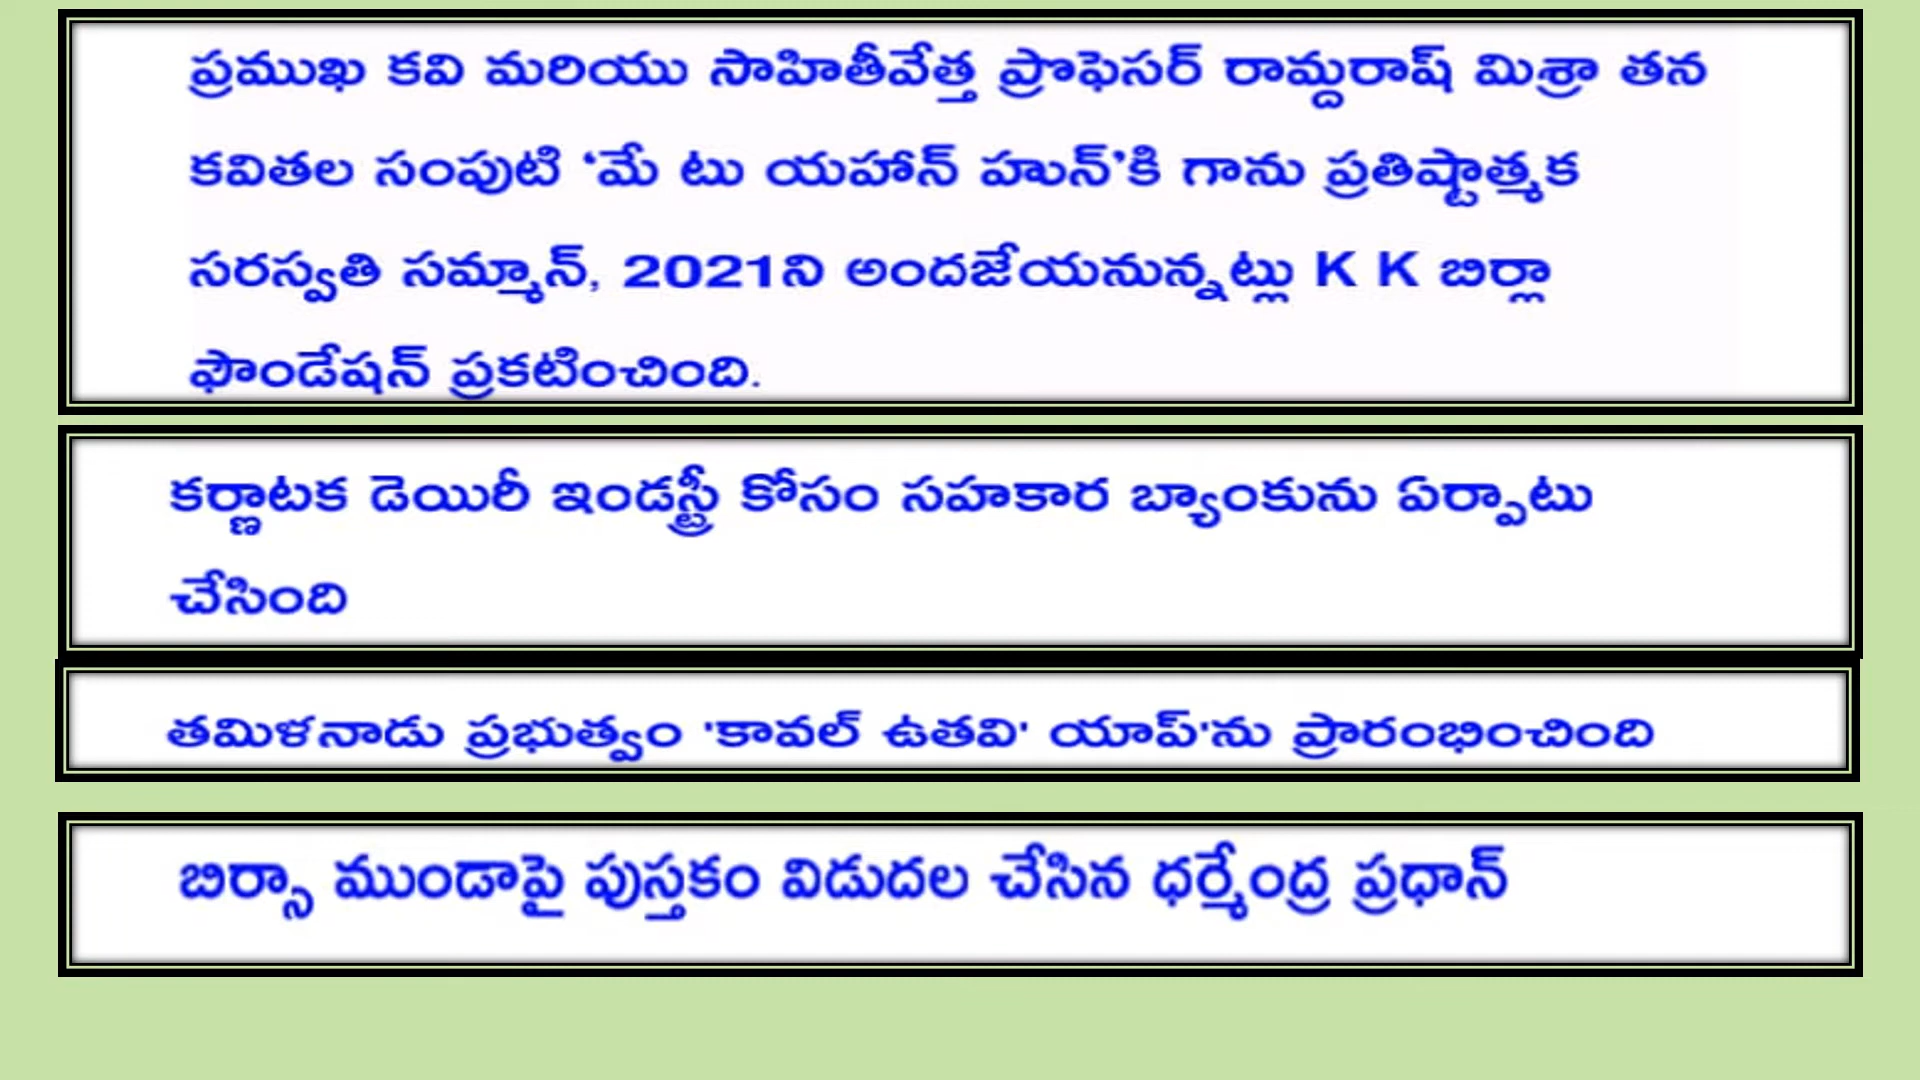 ప్రముఖ కవి మరియు సాహితీవేత్త ప్రొఫెసర్ రామ్దరాష్ మిశ్రా తన
కవితల సంపుటి ‘మే టు యహాన్ హున్’కి గాను ప్రతిష్టాత్మక
సరస్వతి సమ్మాన్, 2021ని అందజేయనున్నట్లు K K బిర్లా
ఫౌండేషన్ ప్రకటించింది.
కర్ణాటక డెయిరీ ఇండస్ట్రీ కోసం సహకార బ్యాంకును ఏర్పాటు
చేసింది
తమిళనాడు ప్రభుత్వం 'కావల్ ఉతవి' యాప్'ను ప్రారంభించింది
బిర్సా ముండాపై పుస్తకం విడుదల చేసిన ధర్మేంద్ర ప్రధాన్